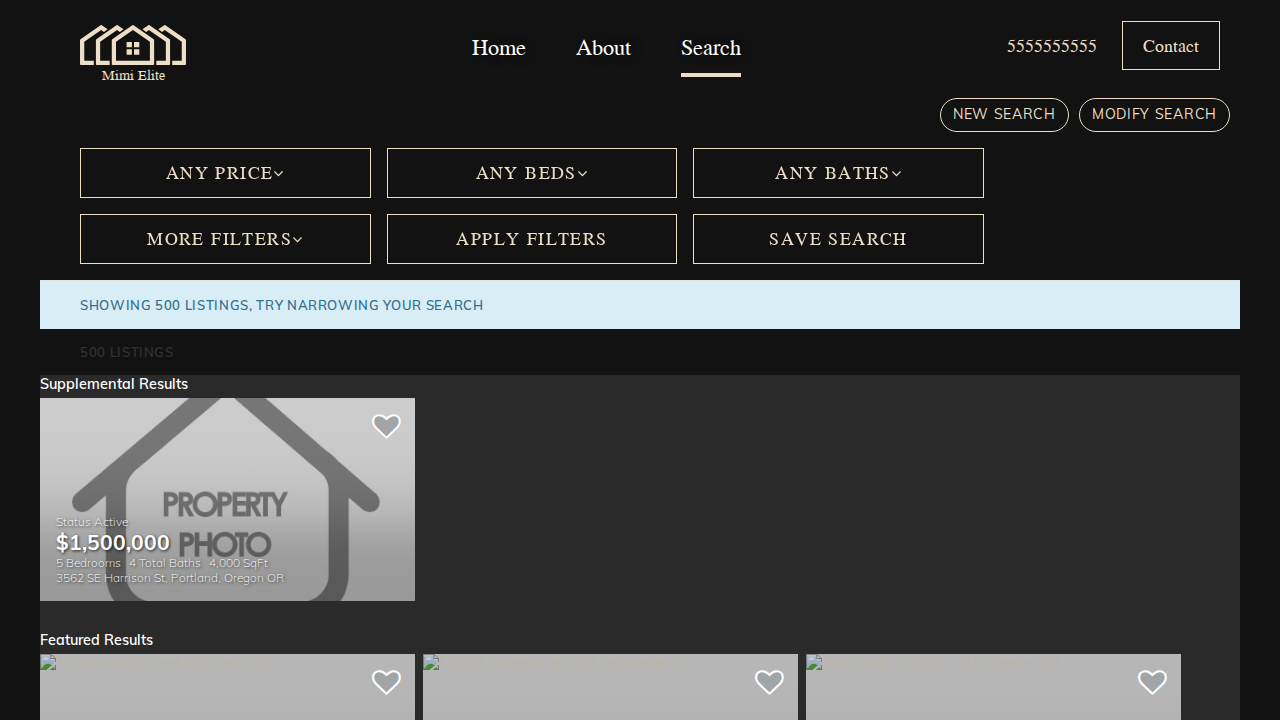 Mimi Elite
Home
About
Search
5555555555
Contact
NEW SEARCH
MODIFY SEARCH
ANY PRICE
ANY BEDS
ANY BATHS
MORE FILTERS
APPLY FILTERS
SAVE SEARCH
SHOWING 500 LISTINGS, TRY NARROWING YOUR SEARCH
500 LISTINGS
Supplemental Results
PROPERTY
PHOTO
Status Active
$1,500,000
5 Bedrooms 4 Total Baths 4,000 SqFt
3562 SE Harrison St, Portland, Oregon OR
Featured Results